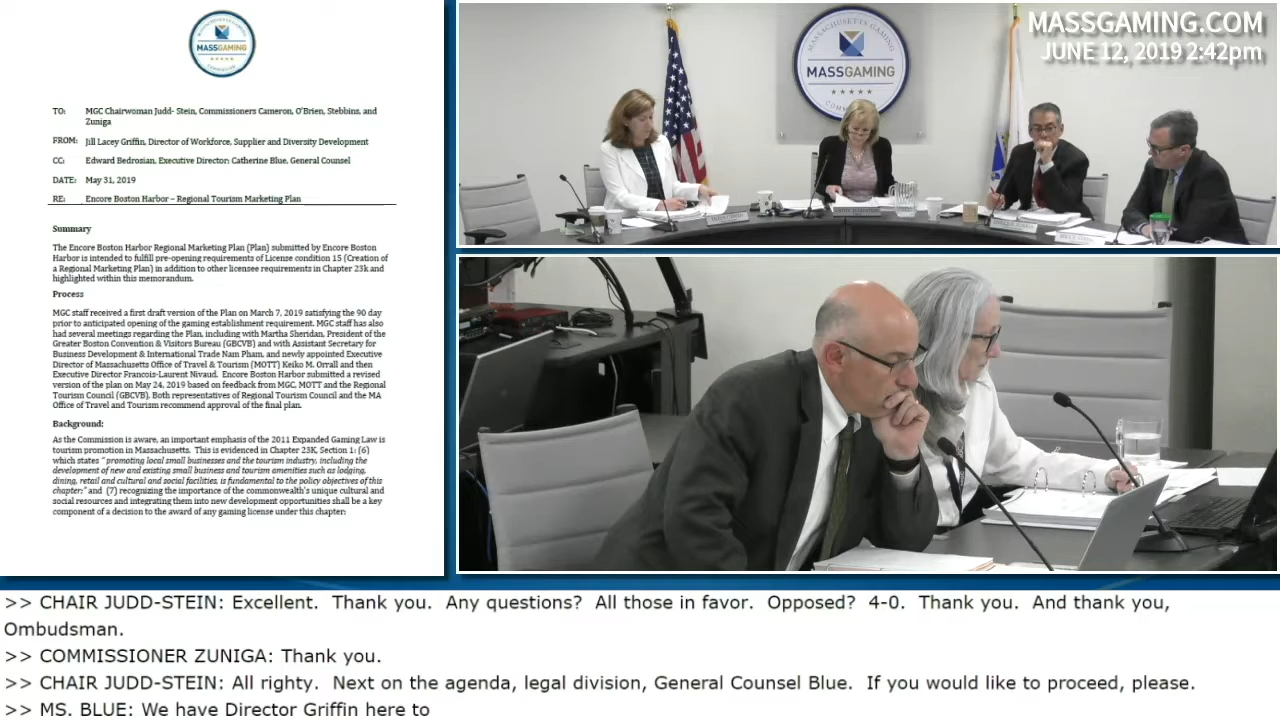 MASSACHUSETTS GAMING
MASSGAMING
COMMISSION
TO: MGC Chairwoman Judd- Stein, Commissioners Cameron, O'Brien, Stebbins, and
Zuniga
FROM: Jill Lacey Griffin, Director of Workforce, Supplier and Diversity Development
CC: Edward Bedrosian, Executive Director; Catherine Blue, General Counsel
DATE: May 31, 2019
RE: Encore Boston Harbor – Regional Tourism Marketing Plan
Summary
The Encore Boston Harbor Regional Marketing Plan (Plan) submitted by Encore Boston
Harbor is intended to fulfill pre-opening requirements of License condition 15 (Creation of
a Regional Marketing Plan) in addition to other licensee requirements in Chapter 23k and
highlighted within this memorandum.
Process
MGC staff received a first draft version of the Plan on March 7, 2019 satisfying the 90 day
prior to anticipated opening of the gaming establishment requirement. MGC staff has also
had several meetings regarding the Plan, including with Martha Sheridan, President of the
Greater Boston Convention & Visitors Bureau (GBCVB) and with Assistant Secretary for
Business Development & International Trade Nam Pham, and newly appointed Executive
Director of Massachusetts Office of Travel & Tourism (MOTT) Keiko M. Orrall and then
Executive Director Francois-Laurent Nivaud. Encore Boston Harbor submitted a revised
version of the plan on May 24, 2019 based on feedback from MGC, MOTT and the Regional
Tourism Council (GBCVB). Both representatives of Regional Tourism Council and the MA
Office of Travel and Tourism recommend approval of the final plan.
Background:
As the Commission is aware, an important emphasis of the 2011 Expanded Gaming Law is
tourism promotion in Massachusetts. This is evidenced in Chapter 23K, Section 1: (6)
which states "promoting local small businesses and the tourism industry, including the
development of new and existing small business and tourism amenities such as lodging,
dining, retail and cultural and social facilities, is fundamental to the policy objectives of this
chapter;" and (7) recognizing the importance of the commonwealth's unique cultural and
social resources and integrating them into new development opportunities shall be a key
component of a decision to the award of any gaming license under this chapter:
MASSACHUSETTS GAMING
MASSGAMING
MASSGAMING.COM
JUNE 12, 2019 2:42pm
>> CHAIR JUDD-STEIN: Excellent. Thank you. Any questions? All those in favor. Opposed? 4-0. Thank you. And thank you,
Ombudsman.
>> COMMISSIONER ZUNIGA: Thank you.
>> CHAIR JUDD-STEIN: All righty. Next on the agenda, legal division, General Counsel Blue. If you would like to proceed, please.
>> MS. BLUE: We have Director Griffin here to